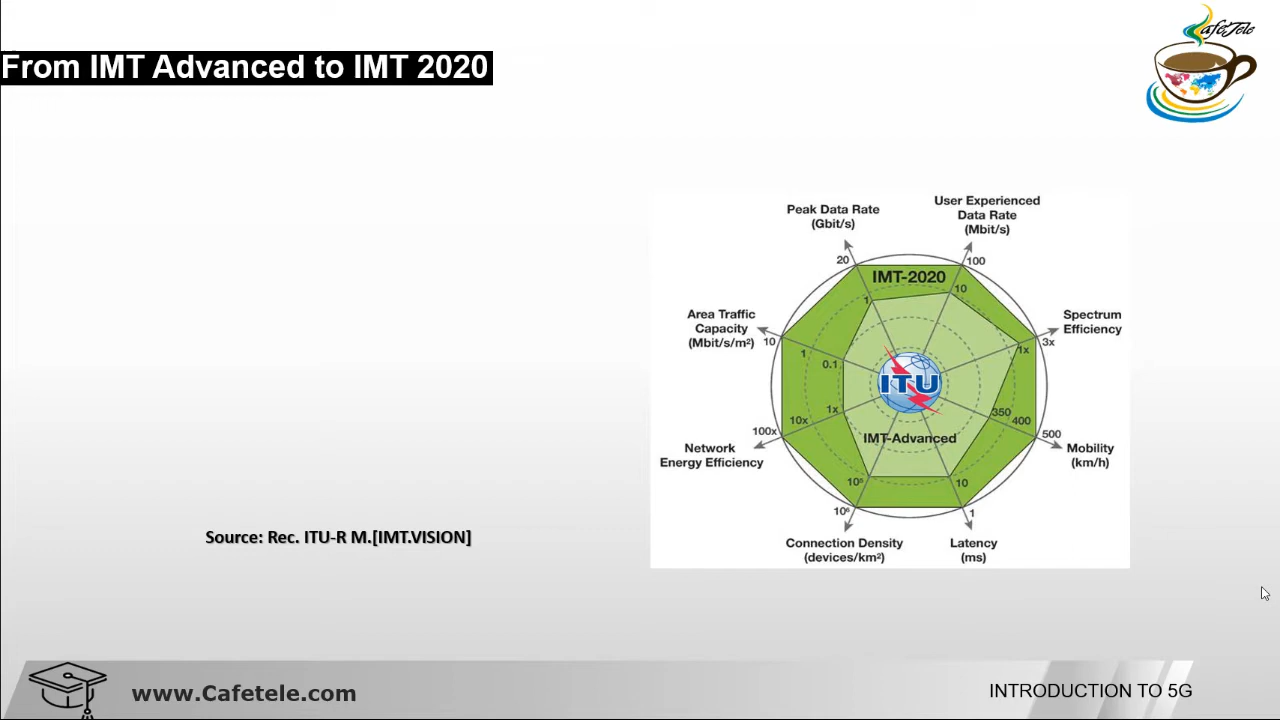 From IMT Advanced to IMT 2020
CafeTele
Peak Data Rate
(Gbit/s)
User Experienced
Data Rate
(Mbit/s)
20
100
IMT-2020
1
10
Area Traffic
Capacity
(Mbit/s/m²)
10
1
0.1
Spectrum
Efficiency
3x
1x
ITU
1x
10x
100x
Network
Energy Efficiency
IMT-Advanced
350
400
500
Mobility
(km/h)
10⁵
10⁶
Connection Density
(devices/km²)
10
1
Latency
(ms)
Source: Rec. ITU-R M.[IMT.VISION]
www.Cafetele.com
INTRODUCTION TO 5G